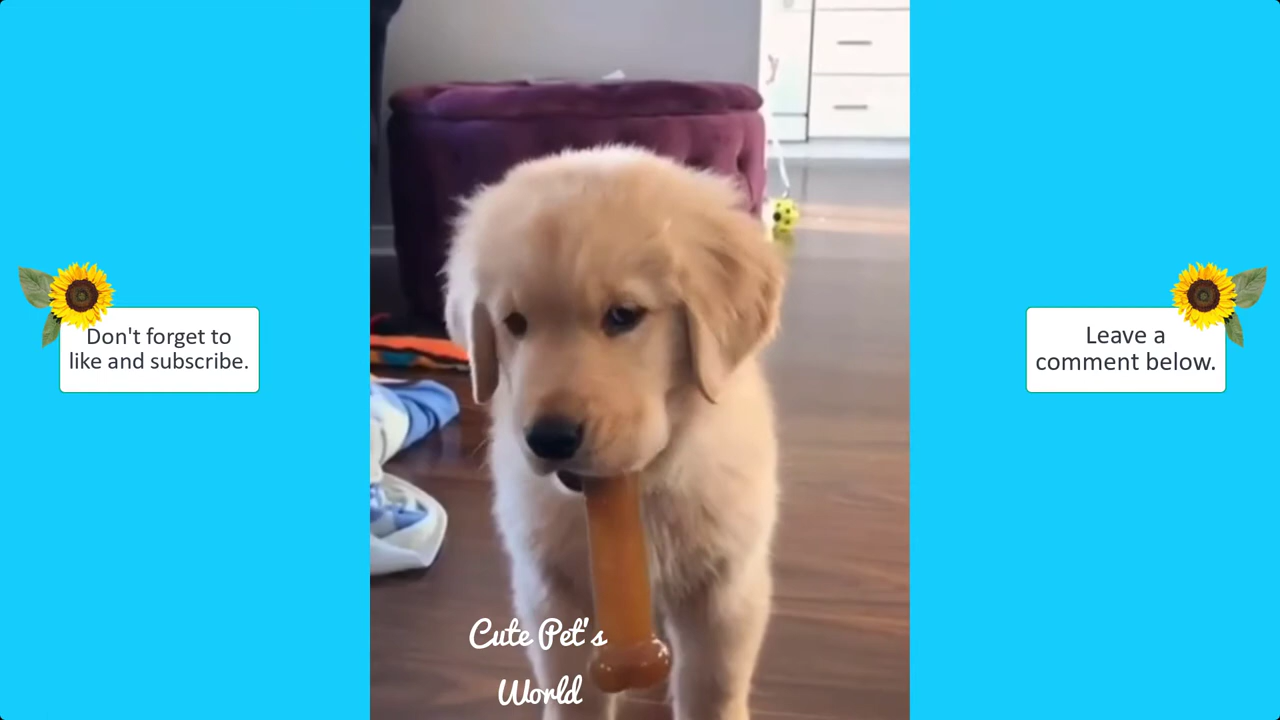 Don't forget to
like and subscribe.
Leave a
comment below.
Cute Pet's
World